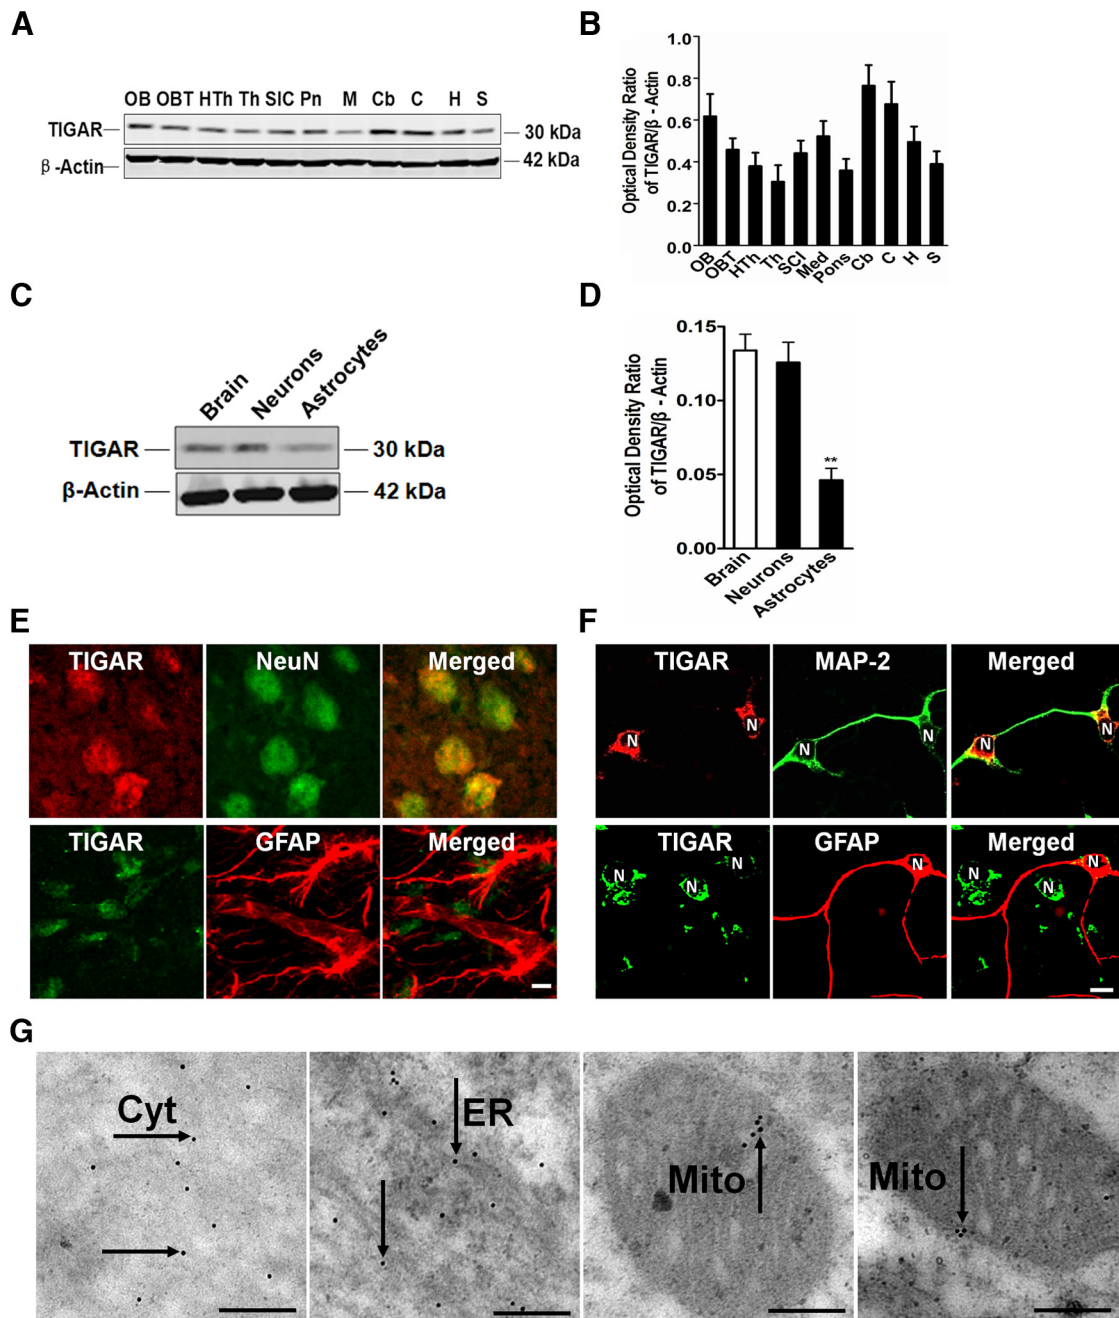 A
OB OBT HTh Th SIC Pn M Cb C H S
TIGAR
30 kDa
β -Actin
42 kDa
B
Optical Density Ratio
of TIGAR/β - Actin
1.0
0.8
0.6
0.4
0.2
0.0
OB OBT HTh Th SCI Med Pons Cb C H S
C
Brain Neurons Astrocytes
TIGAR
30 kDa
β-Actin
42 kDa
D
Optical Density Ratio
of TIGAR/β - Actin
0.15
0.10
0.05
0.00
**
Brain Neurons Astrocytes
E
TIGAR NeuN Merged
TIGAR GFAP Merged
F
TIGAR MAP-2 Merged
N N N N N N
TIGAR GFAP Merged
N N N N N N N
G
Cyt
ER
Mito
Mito